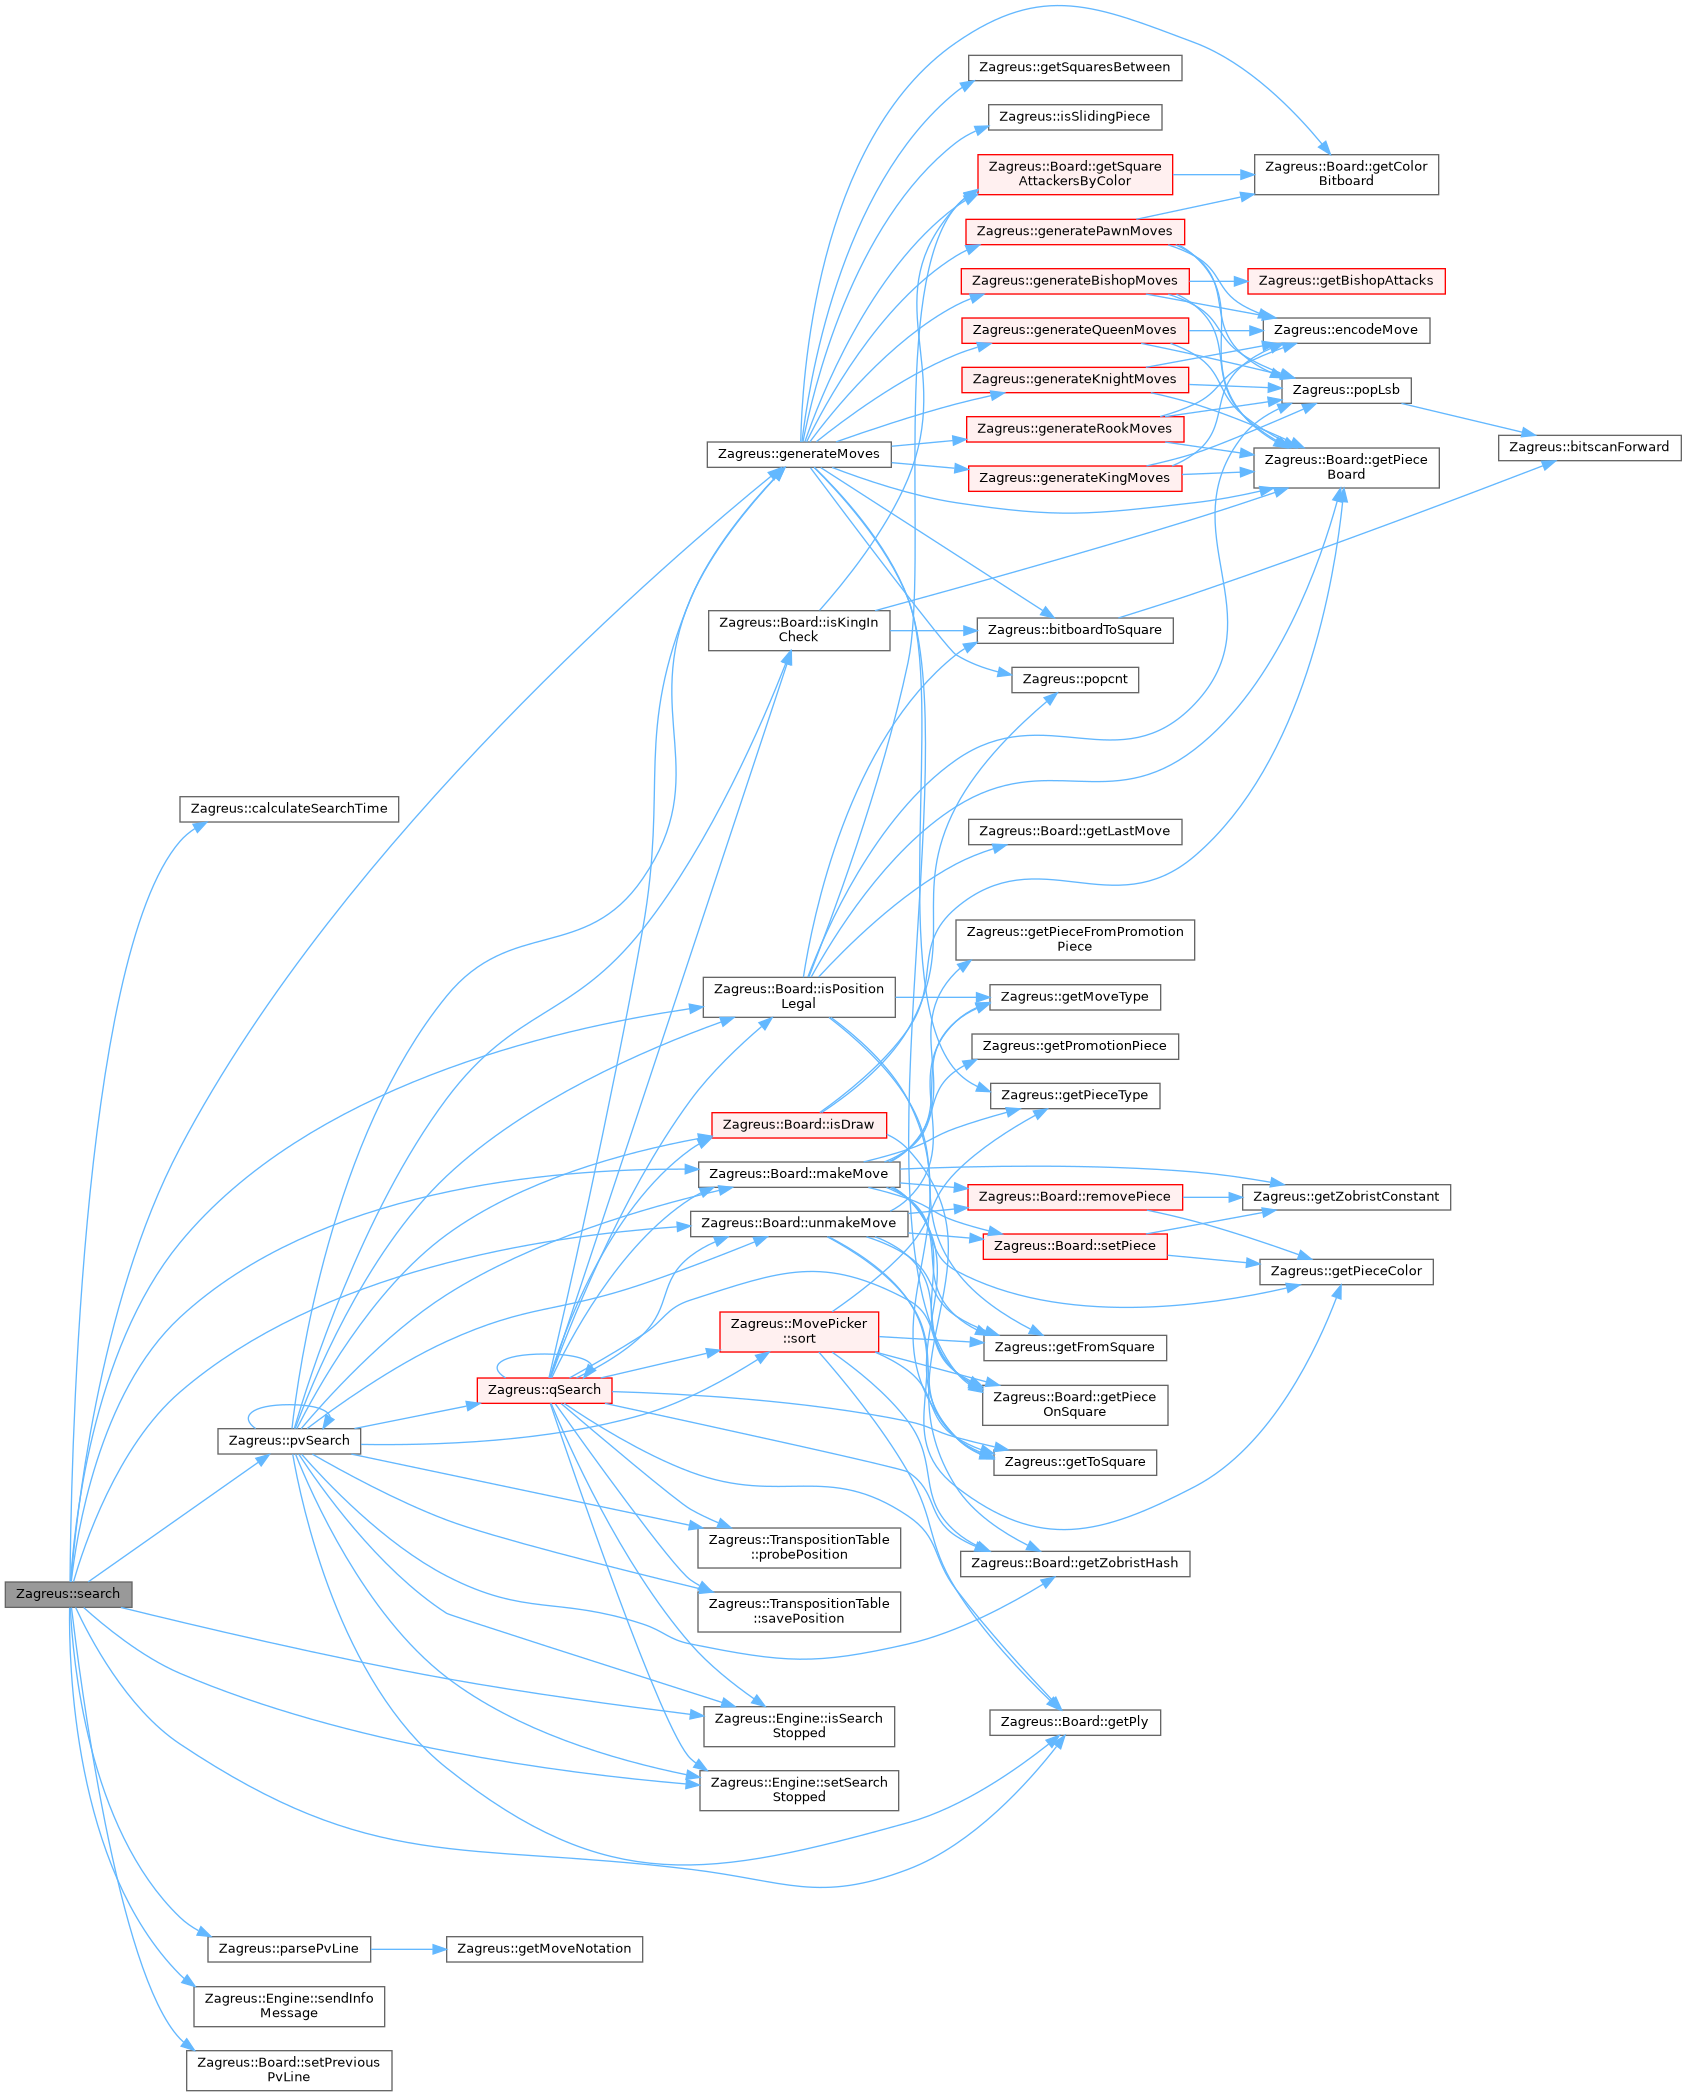 Zagreus::getSquaresBetween
Zagreus::isSlidingPiece
Zagreus::Board::getSquare
AttackersByColor
Zagreus::Board::getColor
Bitboard
Zagreus::generatePawnMoves
Zagreus::generateBishopMoves
Zagreus::getBishopAttacks
Zagreus::generateQueenMoves
Zagreus::encodeMove
Zagreus::generateKnightMoves
Zagreus::popLsb
Zagreus::generateRookMoves
Zagreus::generateMoves
Zagreus::bitscanForward
Zagreus::Board::getPiece
Board
Zagreus::generateKingMoves
Zagreus::Board::isKingIn
Check
Zagreus::bitboardToSquare
Zagreus::popcnt
Zagreus::calculateSearchTime
Zagreus::Board::getLastMove
Zagreus::getPieceFromPromotion
Piece
Zagreus::Board::isPosition
Legal
Zagreus::getMoveType
Zagreus::getPromotionPiece
Zagreus::getPieceType
Zagreus::Board::isDraw
Zagreus::Board::makeMove
Zagreus::Board::removePiece
Zagreus::getZobristConstant
Zagreus::Board::unmakeMove
Zagreus::Board::setPiece
Zagreus::getPieceColor
Zagreus::MovePicker
::sort
Zagreus::getFromSquare
Zagreus::qSearch
Zagreus::Board::getPiece
OnSquare
Zagreus::pvSearch
Zagreus::getToSquare
Zagreus::TranspositionTable
::probePosition
Zagreus::Board::getZobristHash
Zagreus::search
Zagreus::TranspositionTable
::savePosition
Zagreus::Engine::isSearch
Stopped
Zagreus::Board::getPly
Zagreus::Engine::setSearch
Stopped
Zagreus::parsePvLine
Zagreus::getMoveNotation
Zagreus::Engine::sendInfo
Message
Zagreus::Board::setPrevious
PvLine